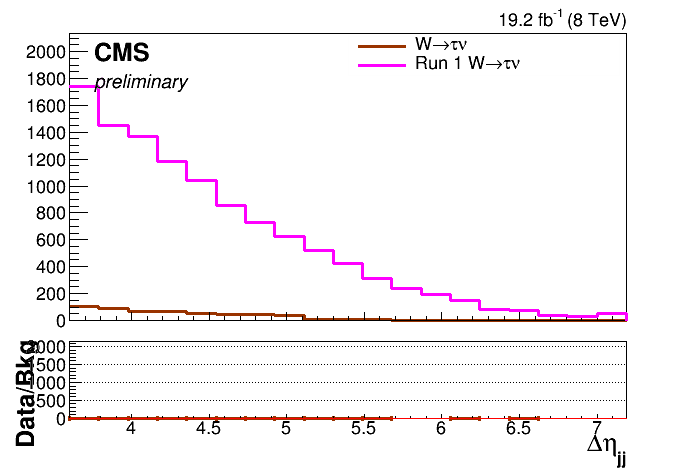 19.2 fb⁻¹ (8 TeV)
CMS
preliminary
W→τν
Run 1 W→τν
2000
1800
1600
1400
1200
1000
800
600
400
200
0
Data/Bkg
2000
1500
1000
500
0
4 4.5 5 5.5 6 6.5 7
Δη_jj